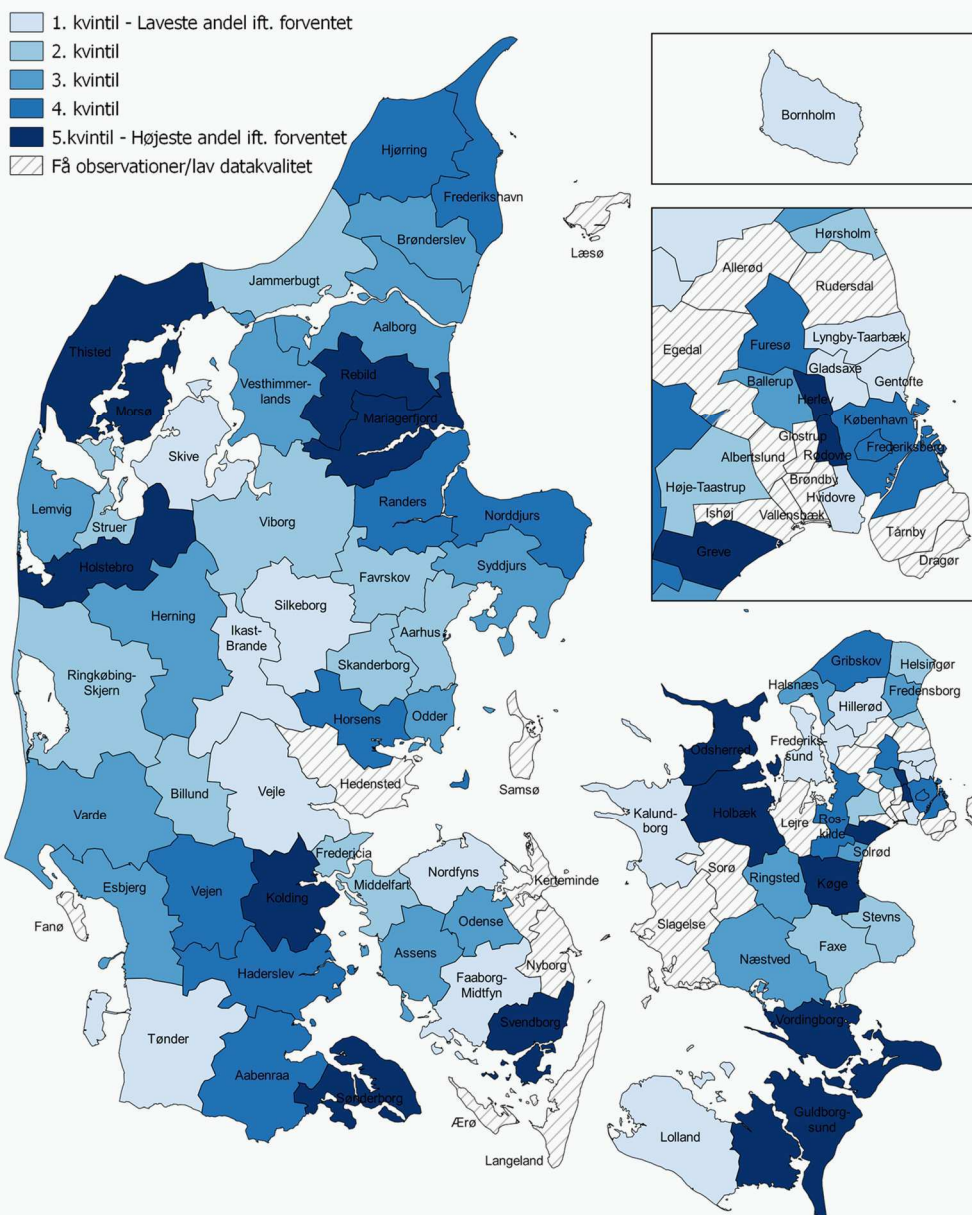 1. kvintil - Laveste andel ift. forventet
2. kvintil
3. kvintil
4. kvintil
5.kvintil - Højeste andel ift. forventet
Få observationer/lav datakvalitet
Hjørring
Frederikshavn
Brønderslev
Læsø
Jammerbugt
Aalborg
Thisted
Vesthimmer-
lands
Rebild
Morsø
Mariagerfjord
Skive
Lemvig
Struer
Viborg
Randers
Norddjurs
Holstebro
Favrskov
Syddjurs
Herning
Silkeborg
Ikast-
Brande
Aarhus
Skanderborg
Ringkøbing-
Skjern
Horsens
Odder
Hedensted
Samsø
Billund
Vejle
Varde
Fredericia
Middelfart
Nordfyns
Kerteminde
Esbjerg
Vejen
Kolding
Odense
Fanø
Assens
Nyborg
Haderslev
Faaborg-
Midtfyn
Svendborg
Tønder
Aabenraa
Sønderborg
Ærø
Langeland
Bornholm
Hørsholm
Allerød
Rudersdal
Egedal
Furesø
Lyngby-Taarbæk
Gladsaxe
Ballerup
Gentofte
Herlev
København
Glostrup
Frederiksberg
Albertslund
Rødovre
Brøndby
Høje-Taastrup
Hvidovre
Ishøj
Vallensbæk
Tårnby
Greve
Dragør
Gribskov
Helsingør
Halsnæs
Fredensborg
Hillerød
Frederiks-
sund
Odsherred
Kalund-
borg
Holbæk
Lejre
Ros-
kilde
Solrød
Sorø
Ringsted
Køge
Slagelse
Stevns
Faxe
Næstved
Vordingborg
Guldborg-
sund
Lolland